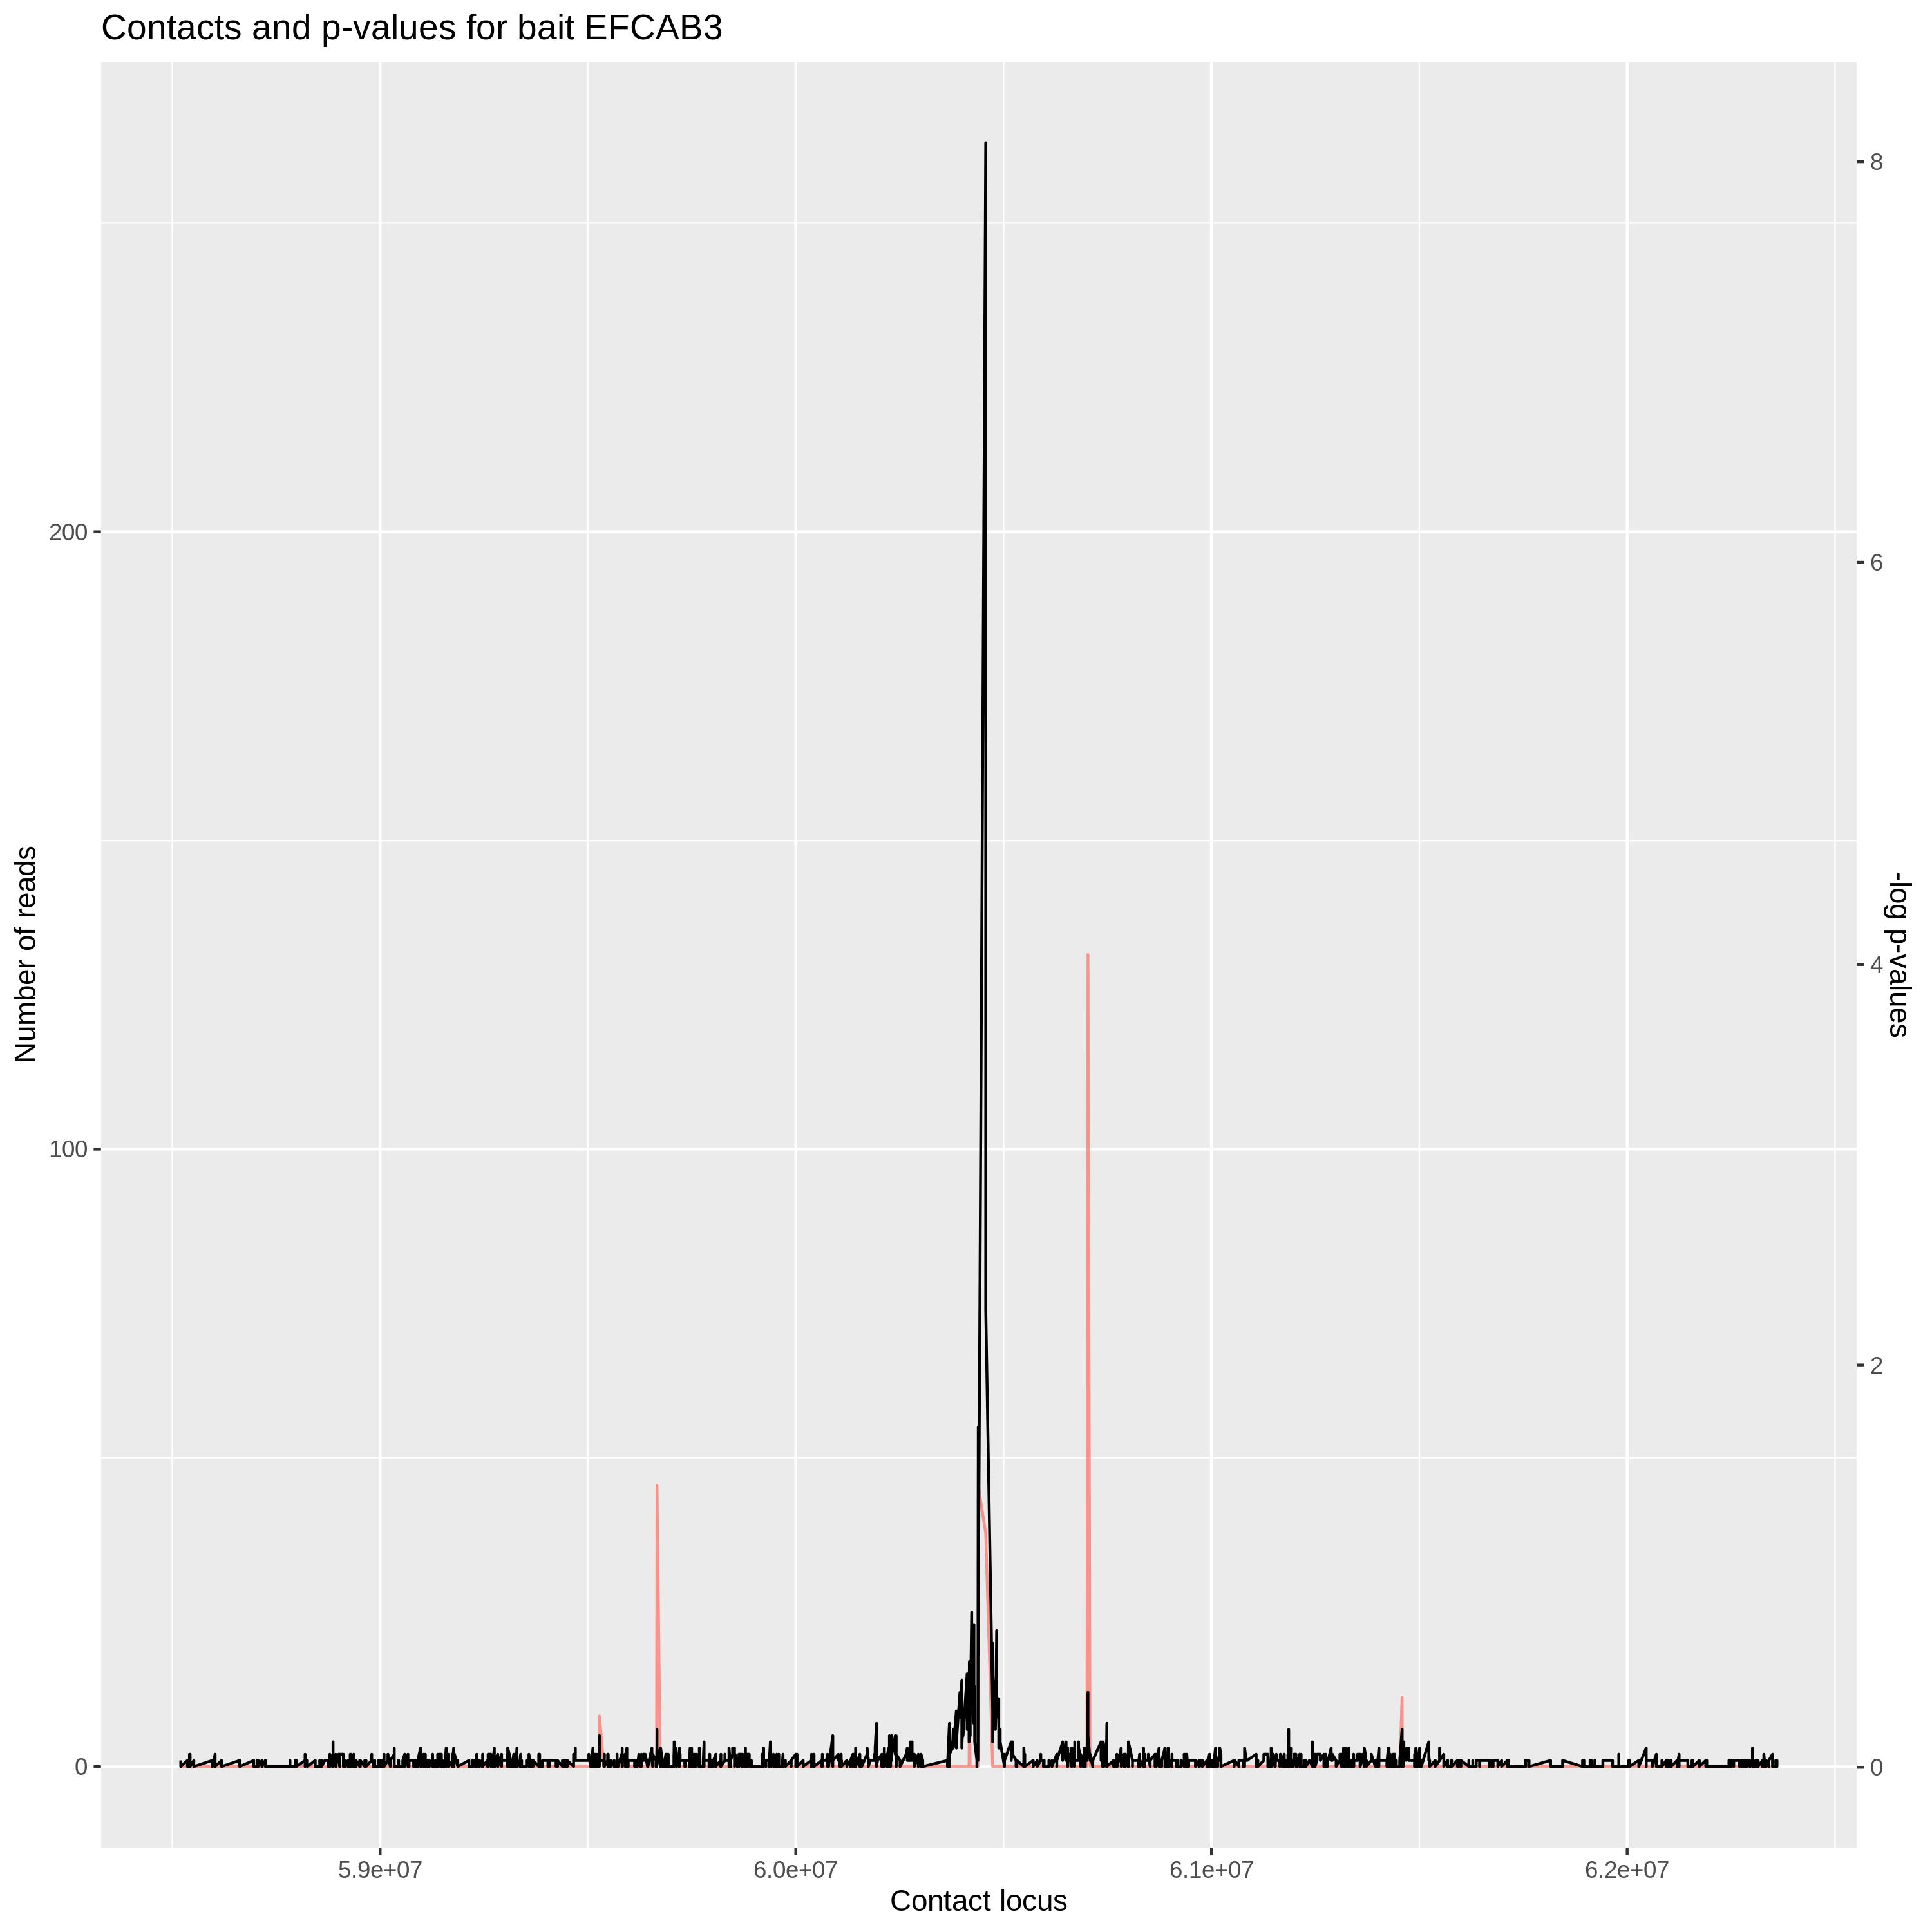 Contacts and p-values for bait EFCAB3
Number of reads
200
100
0
8
6
4
2
0
-log p-values
5.9e+07
6.0e+07
6.1e+07
6.2e+07
Contact locus